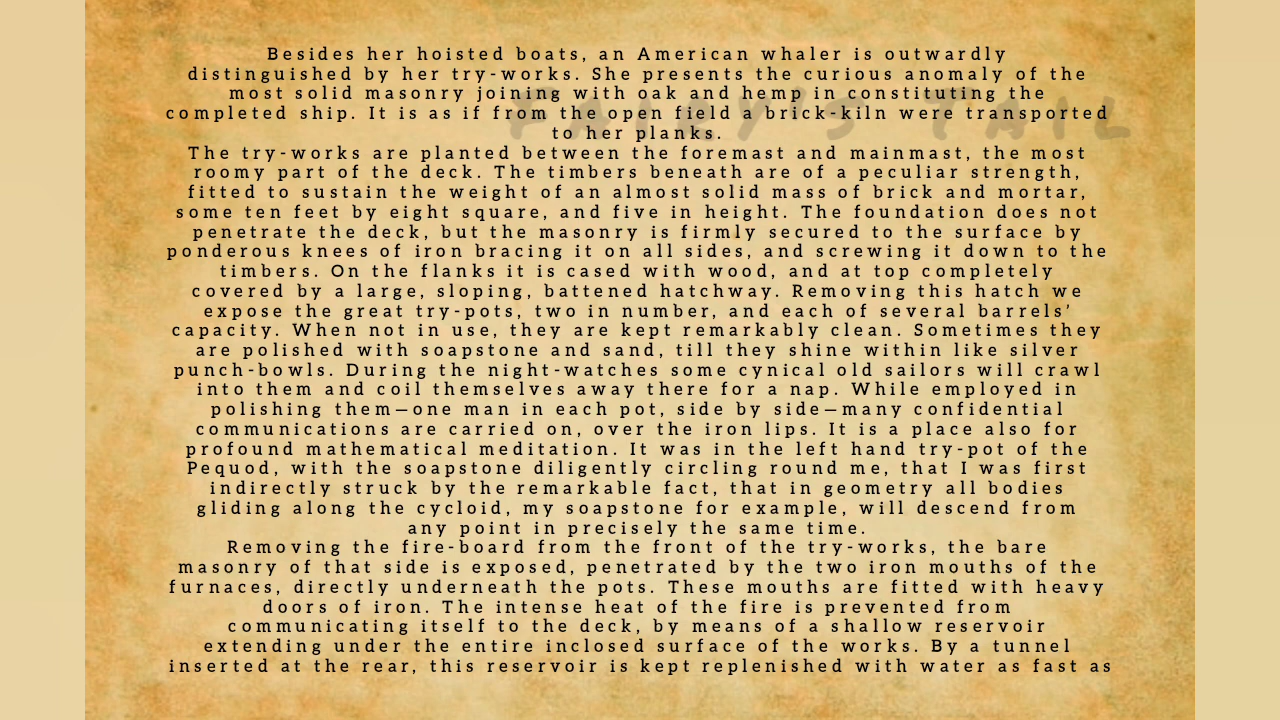 Besides her hoisted boats, an American whaler is outwardly
distinguished by her try-works. She presents the curious anomaly of the
most solid masonry joining with oak and hemp in constituting the
completed ship. It is as if from the open field a brick-kiln were transported
to her planks.
FAIRY'S TAIL
The try-works are planted between the foremast and mainmast, the most
roomy part of the deck. The timbers beneath are of a peculiar strength,
fitted to sustain the weight of an almost solid mass of brick and mortar,
some ten feet by eight square, and five in height. The foundation does not
penetrate the deck, but the masonry is firmly secured to the surface by
ponderous knees of iron bracing it on all sides, and screwing it down to the
timbers. On the flanks it is cased with wood, and at top completely
covered by a large, sloping, battened hatchway. Removing this hatch we
expose the great try-pots, two in number, and each of several barrels'
capacity. When not in use, they are kept remarkably clean. Sometimes they
are polished with soapstone and sand, till they shine within like silver
punch-bowls. During the night-watches some cynical old sailors will crawl
into them and coil themselves away there for a nap. While employed in
polishing them—one man in each pot, side by side—many confidential
communications are carried on, over the iron lips. It is a place also for
profound mathematical meditation. It was in the left hand try-pot of the
Pequod, with the soapstone diligently circling round me, that I was first
indirectly struck by the remarkable fact, that in geometry all bodies
gliding along the cycloid, my soapstone for example, will descend from
any point in precisely the same time.
Removing the fire-board from the front of the try-works, the bare
masonry of that side is exposed, penetrated by the two iron mouths of the
furnaces, directly underneath the pots. These mouths are fitted with heavy
doors of iron. The intense heat of the fire is prevented from
communicating itself to the deck, by means of a shallow reservoir
extending under the entire inclosed surface of the works. By a tunnel
inserted at the rear, this reservoir is kept replenished with water as fast as